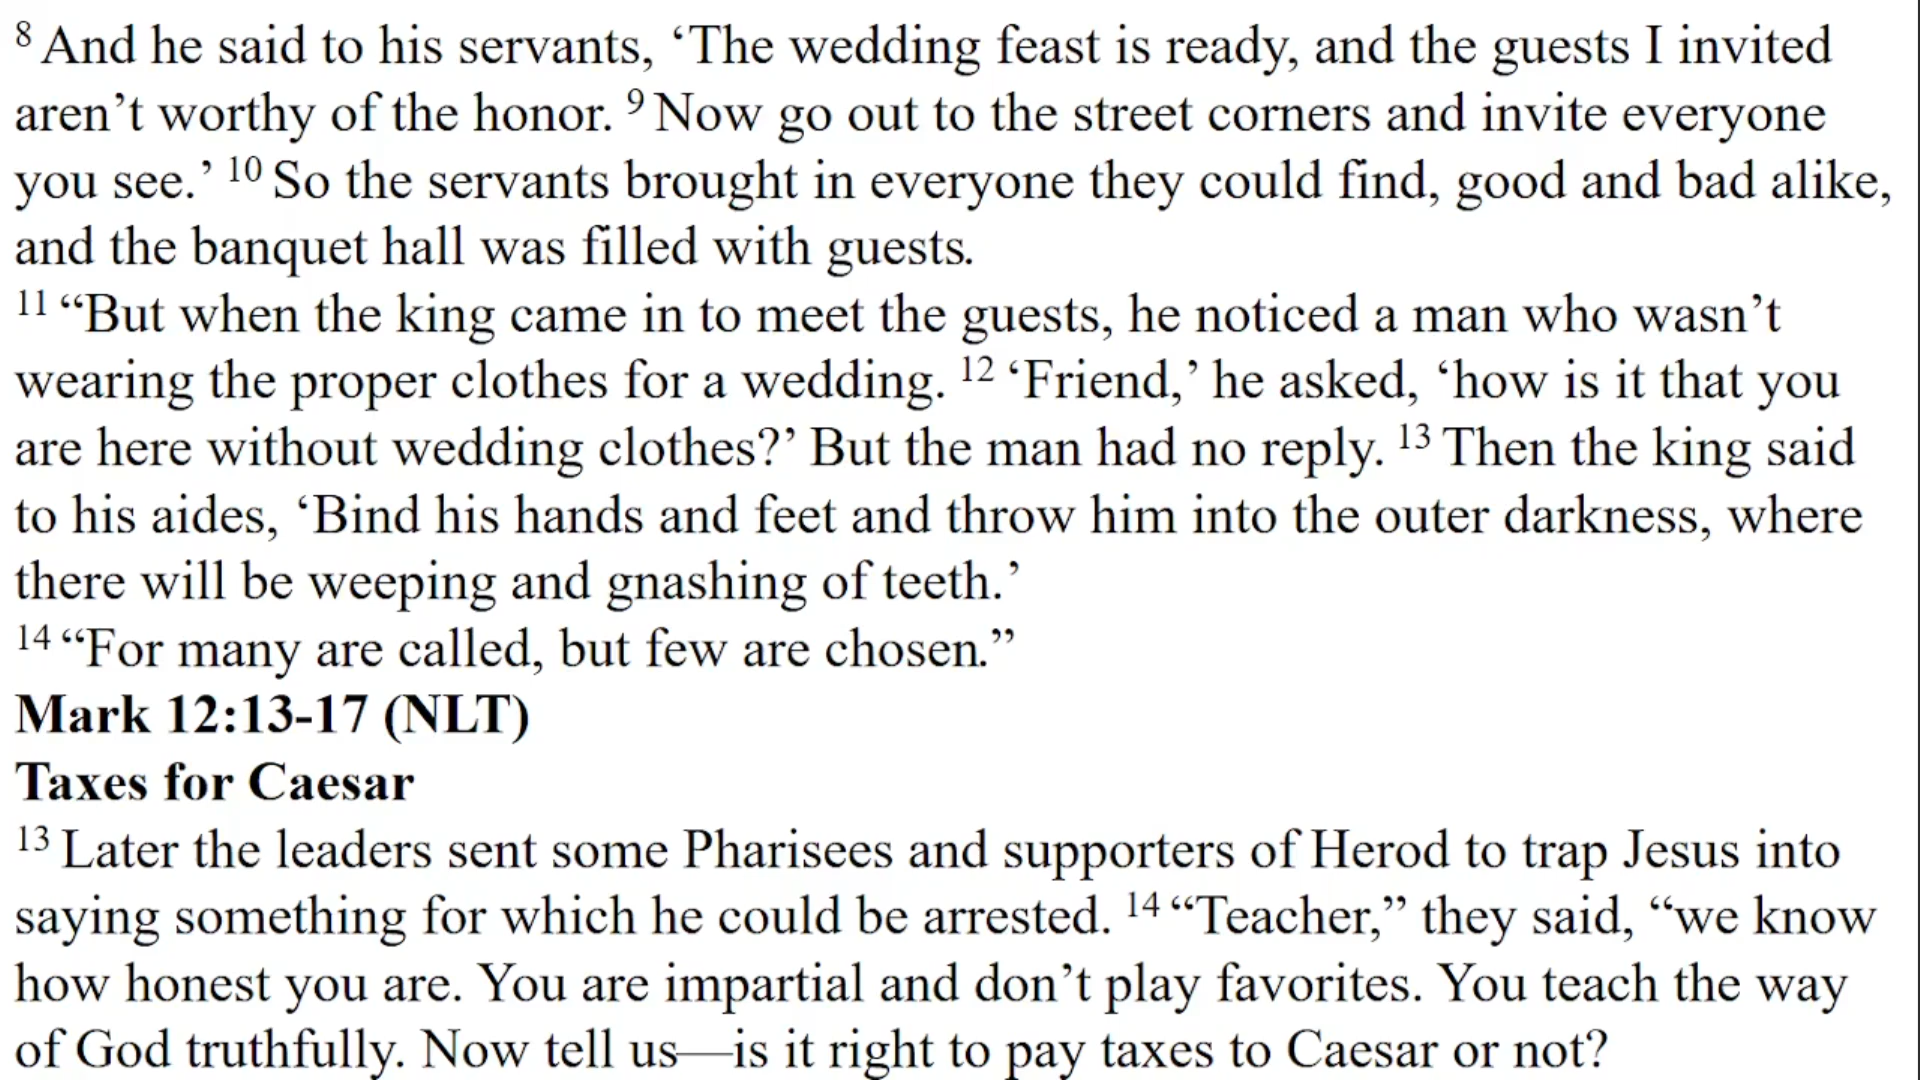 8 And he said to his servants, ‘The wedding feast is ready, and the guests I invited
aren’t worthy of the honor. 9 Now go out to the street corners and invite everyone
you see.’ 10 So the servants brought in everyone they could find, good and bad alike,
and the banquet hall was filled with guests.
11 “But when the king came in to meet the guests, he noticed a man who wasn’t
wearing the proper clothes for a wedding. 12 ‘Friend,’ he asked, ‘how is it that you
are here without wedding clothes?’ But the man had no reply. 13 Then the king said
to his aides, ‘Bind his hands and feet and throw him into the outer darkness, where
there will be weeping and gnashing of teeth.’
14 “For many are called, but few are chosen.”
Mark 12:13-17 (NLT)
Taxes for Caesar
13 Later the leaders sent some Pharisees and supporters of Herod to trap Jesus into
saying something for which he could be arrested. 14 “Teacher,” they said, “we know
how honest you are. You are impartial and don’t play favorites. You teach the way
of God truthfully. Now tell us—is it right to pay taxes to Caesar or not?